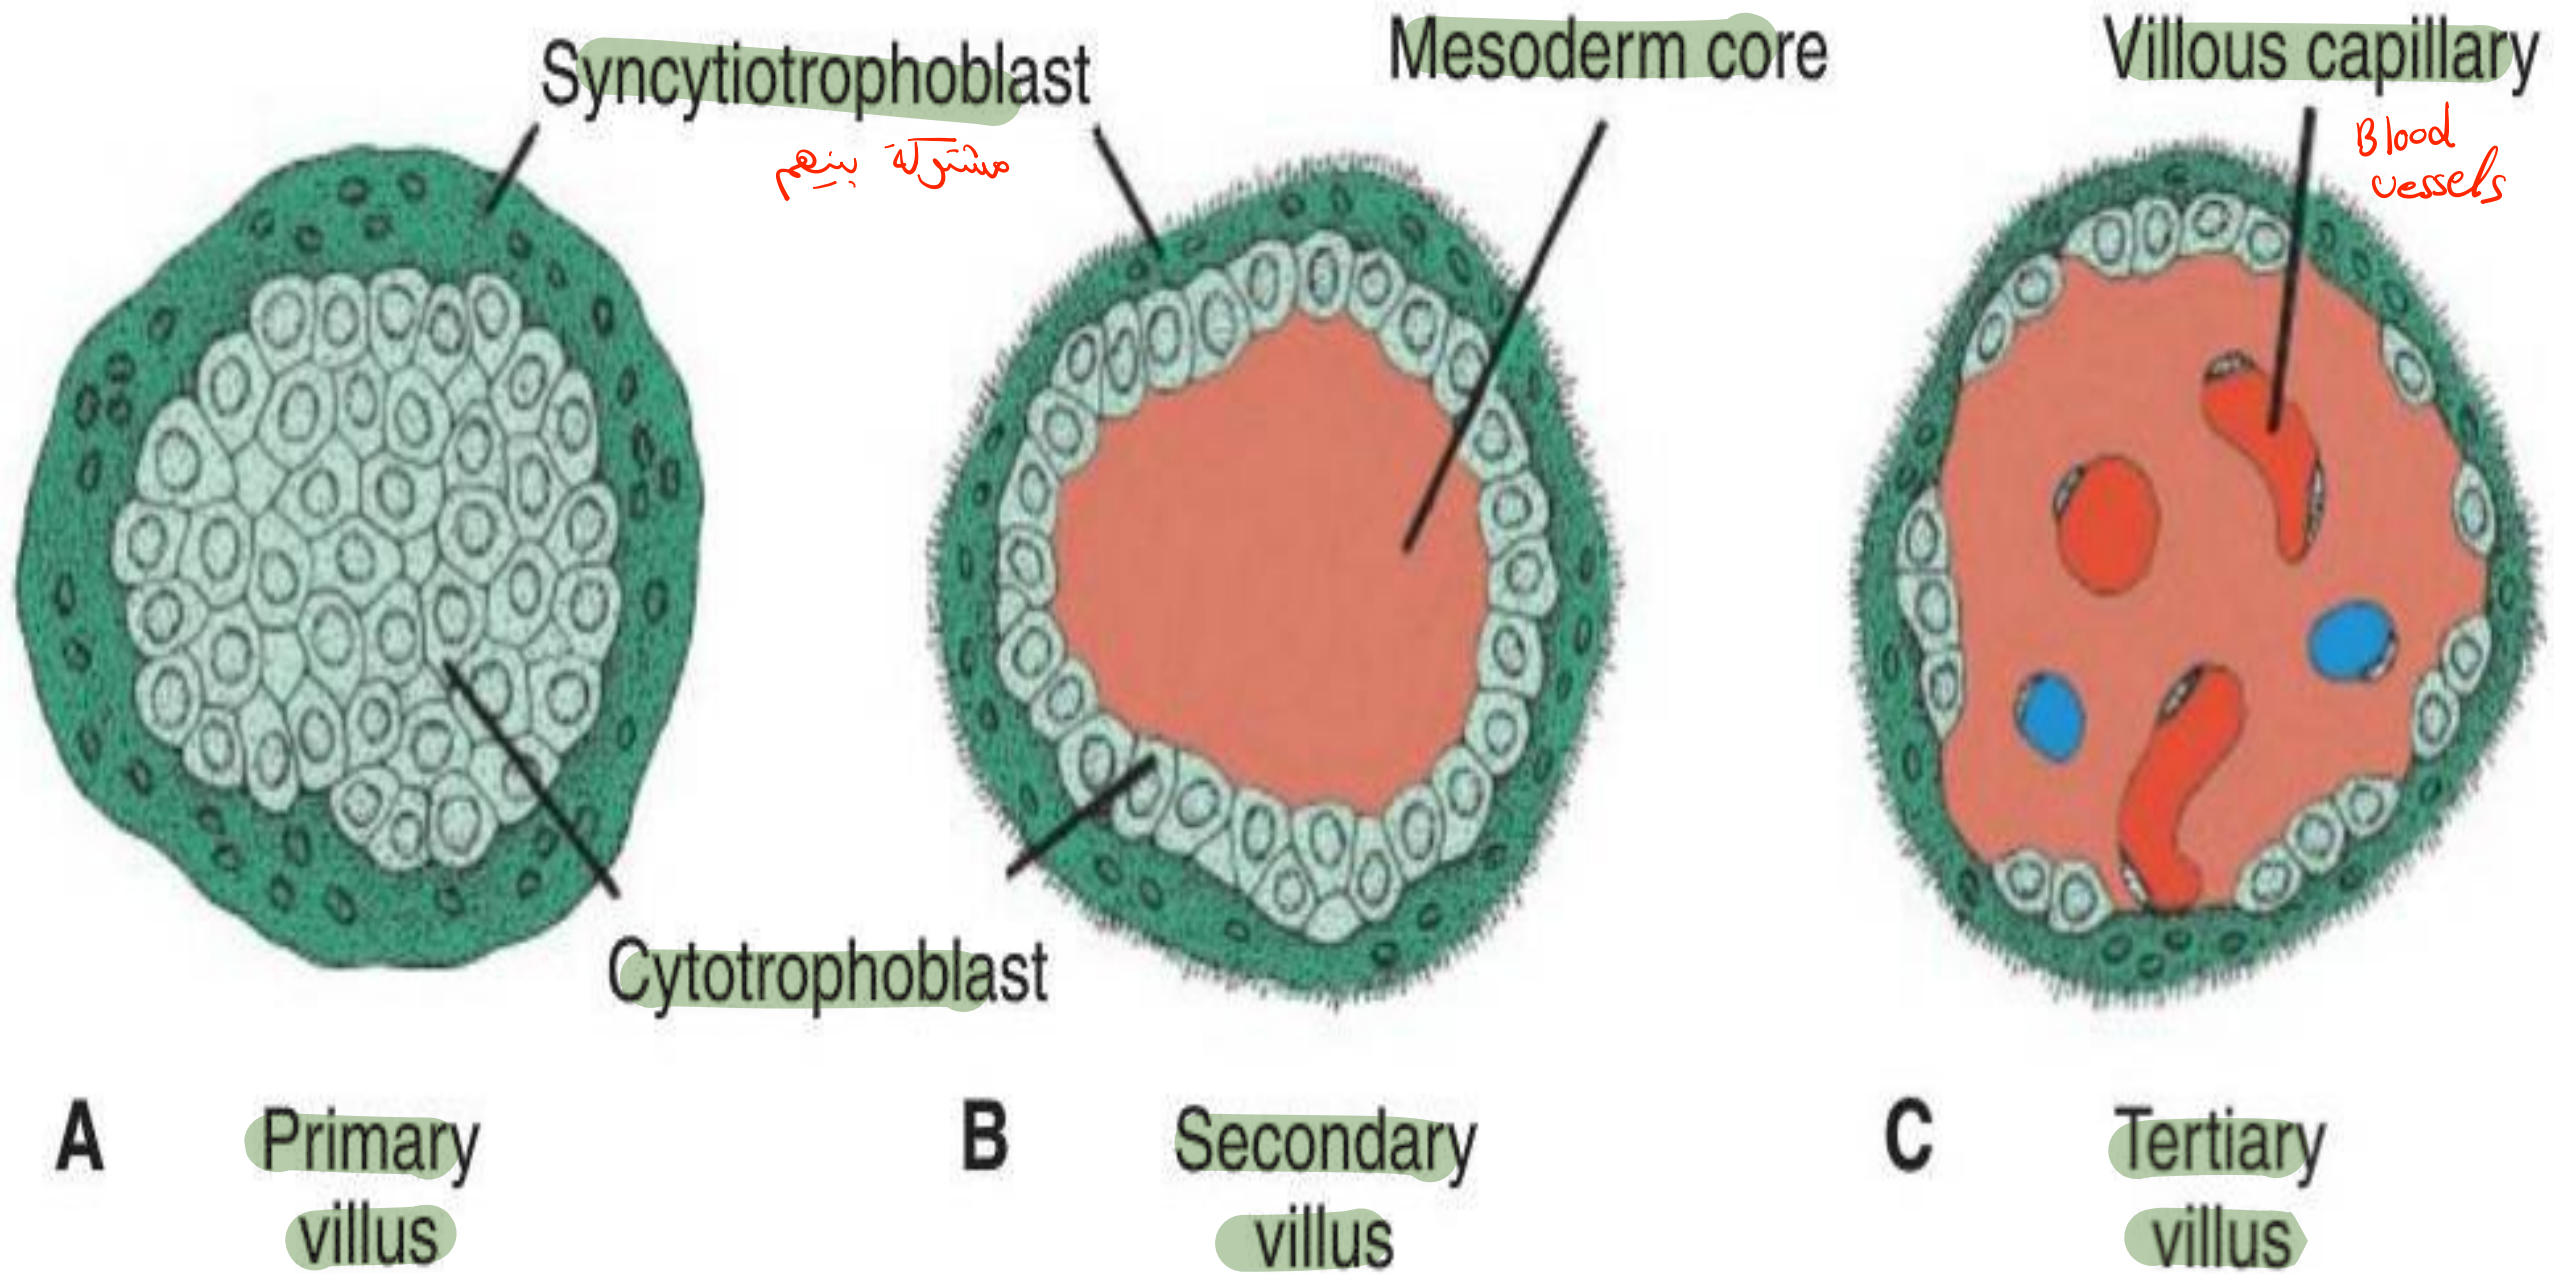 Syncytiotrophoblast
Mesoderm core
Villous capillary
مشتركة بينهم
Blood
vessels
Cytotrophoblast
A
Primary
villus
B
Secondary
villus
C
Tertiary
villus